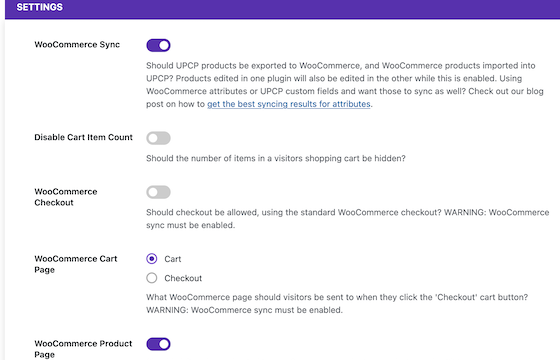 SETTINGS
WooCommerce Sync
Should UPCP products be exported to WooCommerce, and WooCommerce products imported into
UPCP? Products edited in one plugin will also be edited in the other while this is enabled. Using
WooCommerce attributes or UPCP custom fields and want those to sync as well? Check out our blog
post on how to get the best syncing results for attributes.
Disable Cart Item Count
Should the number of items in a visitors shopping cart be hidden?
WooCommerce
Checkout
Should checkout be allowed, using the standard WooCommerce checkout? WARNING: WooCommerce
sync must be enabled.
WooCommerce Cart
Page
Cart
Checkout
What WooCommerce page should visitors be sent to when they click the 'Checkout' cart button?
WARNING: WooCommerce sync must be enabled.
WooCommerce Product
Page